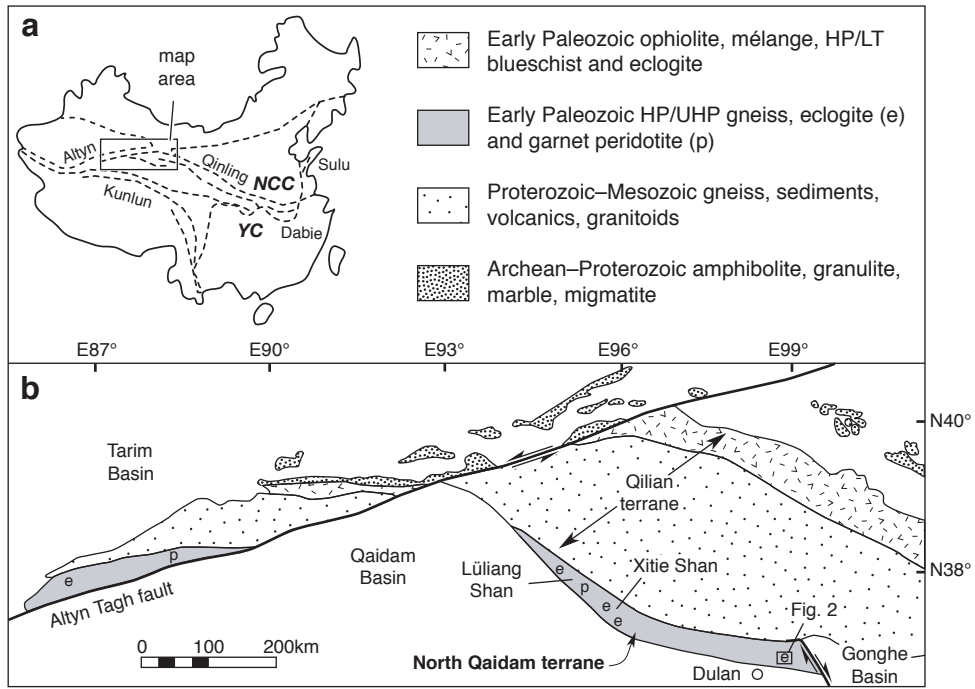 a
map
area
Altyn
Qinling
Kunlun
NCC
Sulu
YC
Dabie
Early Paleozoic ophiolite, mélange, HP/LT
blueschist and eclogite
Early Paleozoic HP/UHP gneiss, eclogite (e)
and garnet peridotite (p)
Proterozoic–Mesozoic gneiss, sediments,
volcanics, granitoids
Archean–Proterozoic amphibolite, granulite,
marble, migmatite
E87° E90° E93° E96° E99°
b
N40°
Tarim
Basin
Qilian
terrane
p
e
Qaidam
Basin
Altyn Tagh fault
N38°
Lüliang
Shan
Xitie Shan
e
p
e
e
Fig. 2
e
0 100 200km
North Qaidam terrane
Dulan
Gonghe
Basin